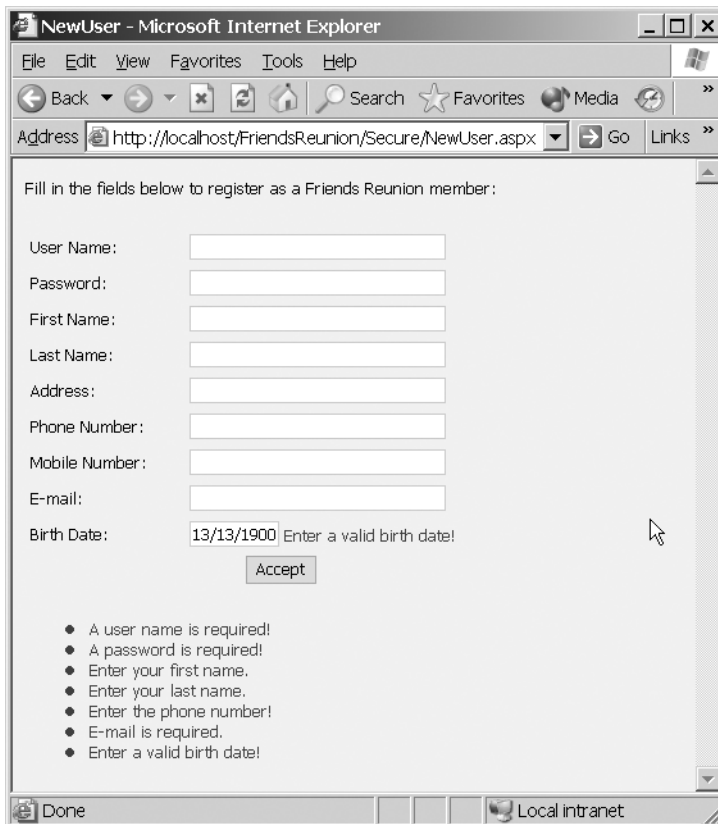 NewUser - Microsoft Internet Explorer
File Edit View Favorites Tools Help
Back Search Favorites Media »
Address http://localhost/FriendsReunion/Secure/NewUser.aspx Go Links »
Fill in the fields below to register as a Friends Reunion member:
User Name:
Password:
First Name:
Last Name:
Address:
Phone Number:
Mobile Number:
E-mail:
Birth Date: 13/13/1900 Enter a valid birth date!
Accept
● A user name is required!
● A password is required!
● Enter your first name.
● Enter your last name.
● Enter the phone number!
● E-mail is required.
● Enter a valid birth date!
Done Local intranet